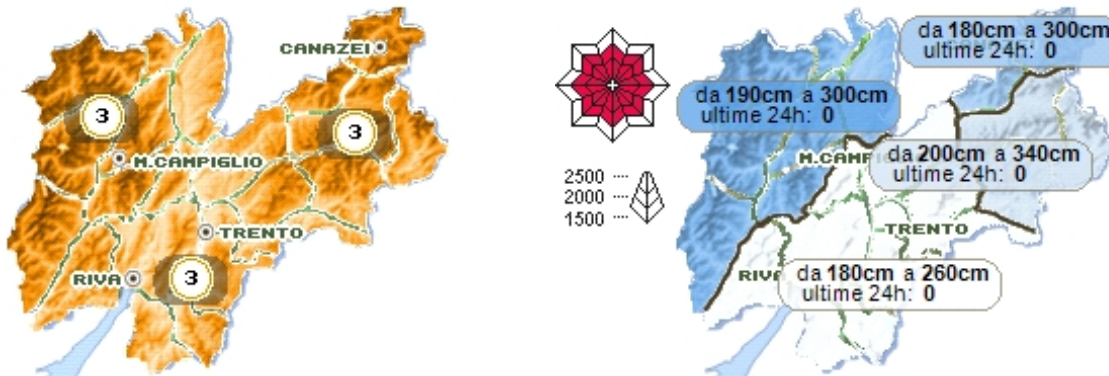 CANAZEI
3
3
M.CAMPIGLIO
TRENTO
RIVA
3
da 180cm a 300cm
ultime 24h: 0
da 190cm a 300cm
ultime 24h: 0
M.CAMPI
da 200cm a 340cm
ultime 24h: 0
2500
2000
1500
TRENTO
RIVA
da 180cm a 260cm
ultime 24h: 0